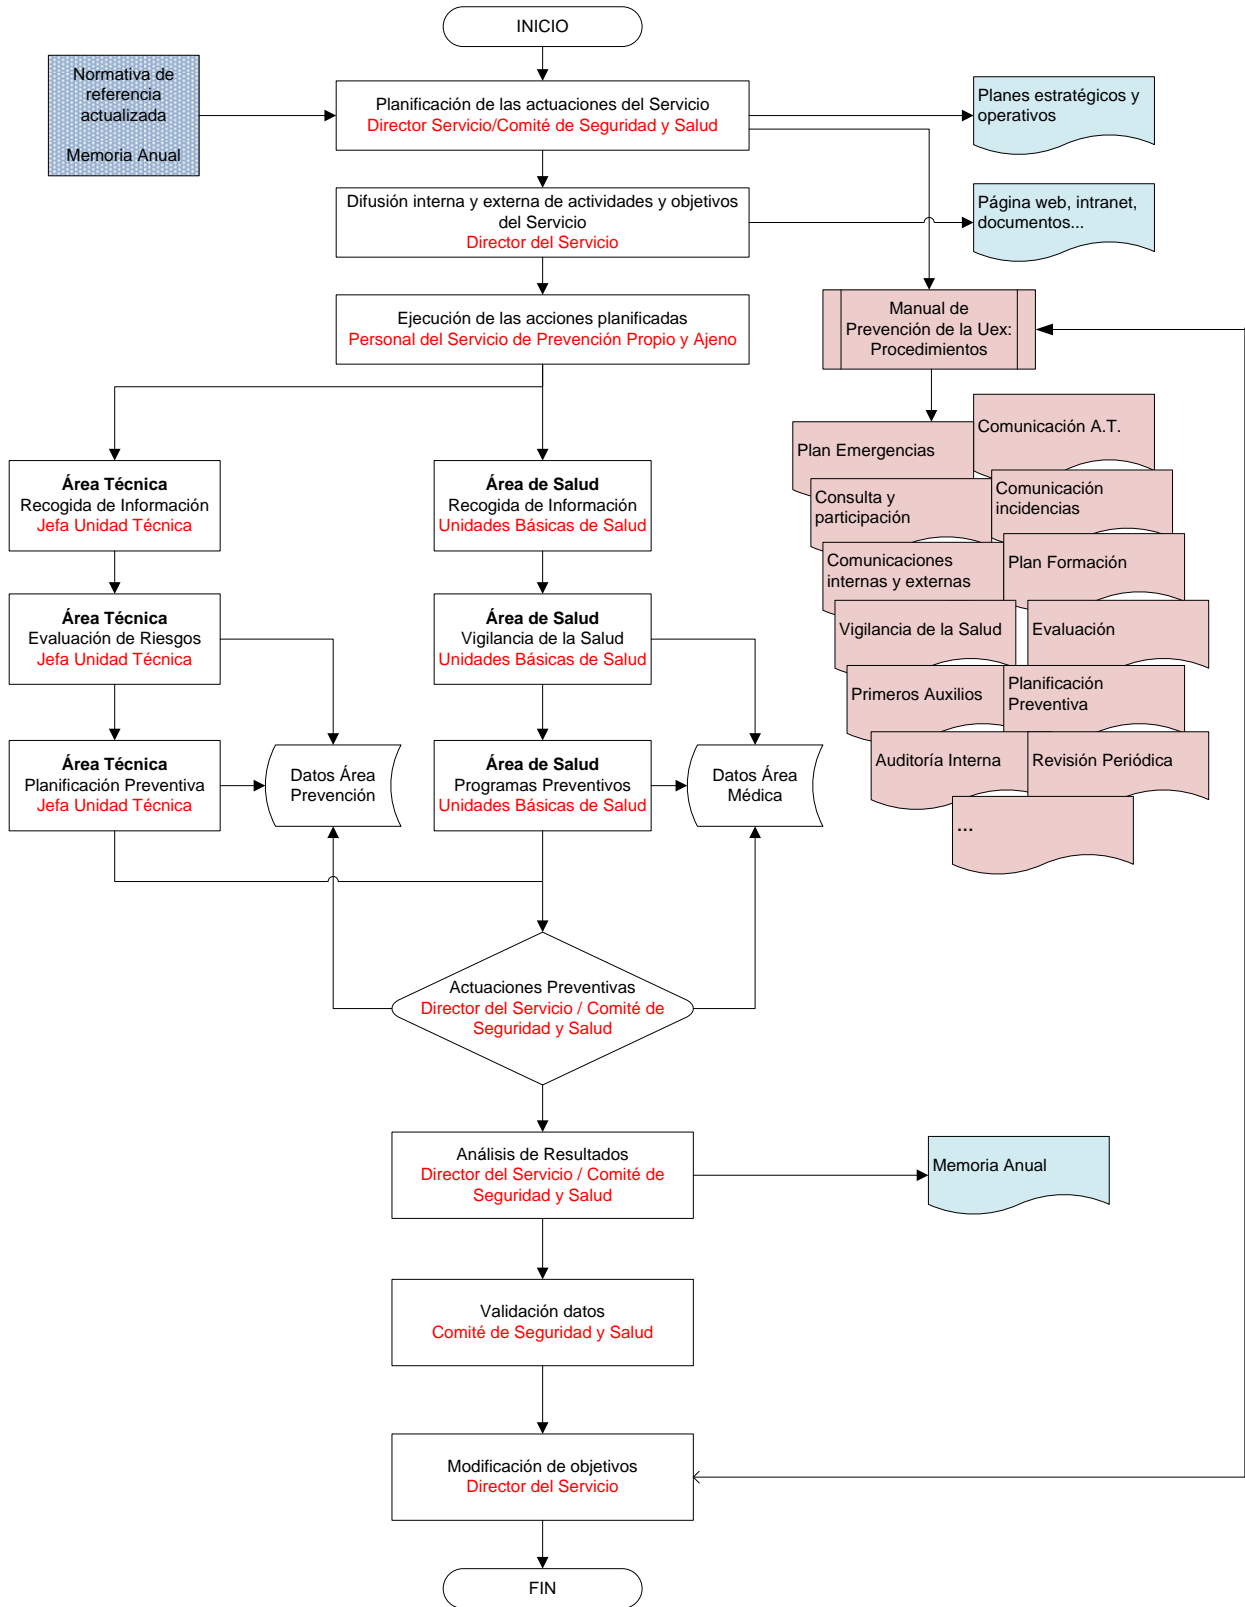 INICIO
Normativa de
referencia
actualizada
Memoria Anual
Planificación de las actuaciones del Servicio
Director Servicio/Comité de Seguridad y Salud
Planes estratégicos y
operativos
Difusión interna y externa de actividades y objetivos
del Servicio
Director del Servicio
Página web, intranet,
documentos...
Ejecución de las acciones planificadas
Personal del Servicio de Prevención Propio y Ajeno
Manual de
Prevención de la Uex:
Procedimientos
Plan Emergencias
Comunicación A.T.
Consulta y
participación
Comunicación
incidencias
Comunicaciones
internas y externas
Plan Formación
Vigilancia de la Salud
Evaluación
Primeros Auxilios
Planificación
Preventiva
Auditoría Interna
Revisión Periódica
...
Área Técnica
Recogida de Información
Jefa Unidad Técnica
Área de Salud
Recogida de Información
Unidades Básicas de Salud
Área Técnica
Evaluación de Riesgos
Jefa Unidad Técnica
Área de Salud
Vigilancia de la Salud
Unidades Básicas de Salud
Área Técnica
Planificación Preventiva
Jefa Unidad Técnica
Datos Área
Prevención
Área de Salud
Programas Preventivos
Unidades Básicas de Salud
Datos Área
Médica
Actuaciones Preventivas
Director del Servicio / Comité de
Seguridad y Salud
Análisis de Resultados
Director del Servicio / Comité de
Seguridad y Salud
Memoria Anual
Validación datos
Comité de Seguridad y Salud
Modificación de objetivos
Director del Servicio
FIN